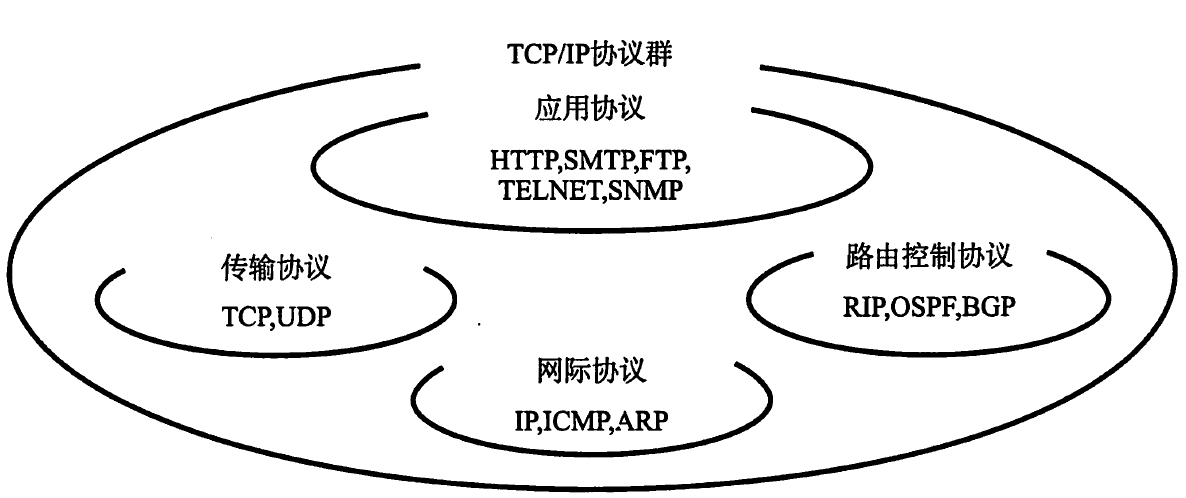 TCP/IP协议群
应用协议
HTTP,SMTP,FTP,
TELNET,SNMP
传输协议
TCP,UDP
路由控制协议
RIP,OSPF,BGP
网际协议
IP,ICMP,ARP